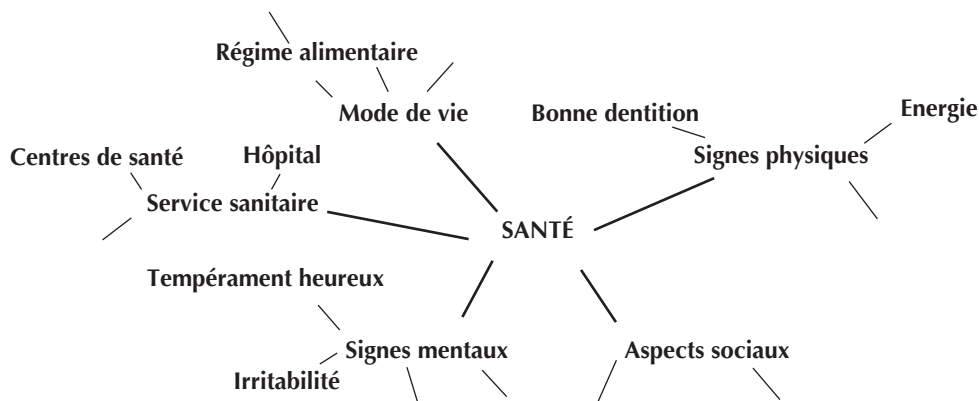 Régime alimentaire
Mode de vie
Bonne dentition
Energie
Signes physiques
Centres de santé
Hôpital
Service sanitaire
SANTÉ
Tempérament heureux
Signes mentaux
Irritabilité
Aspects sociaux